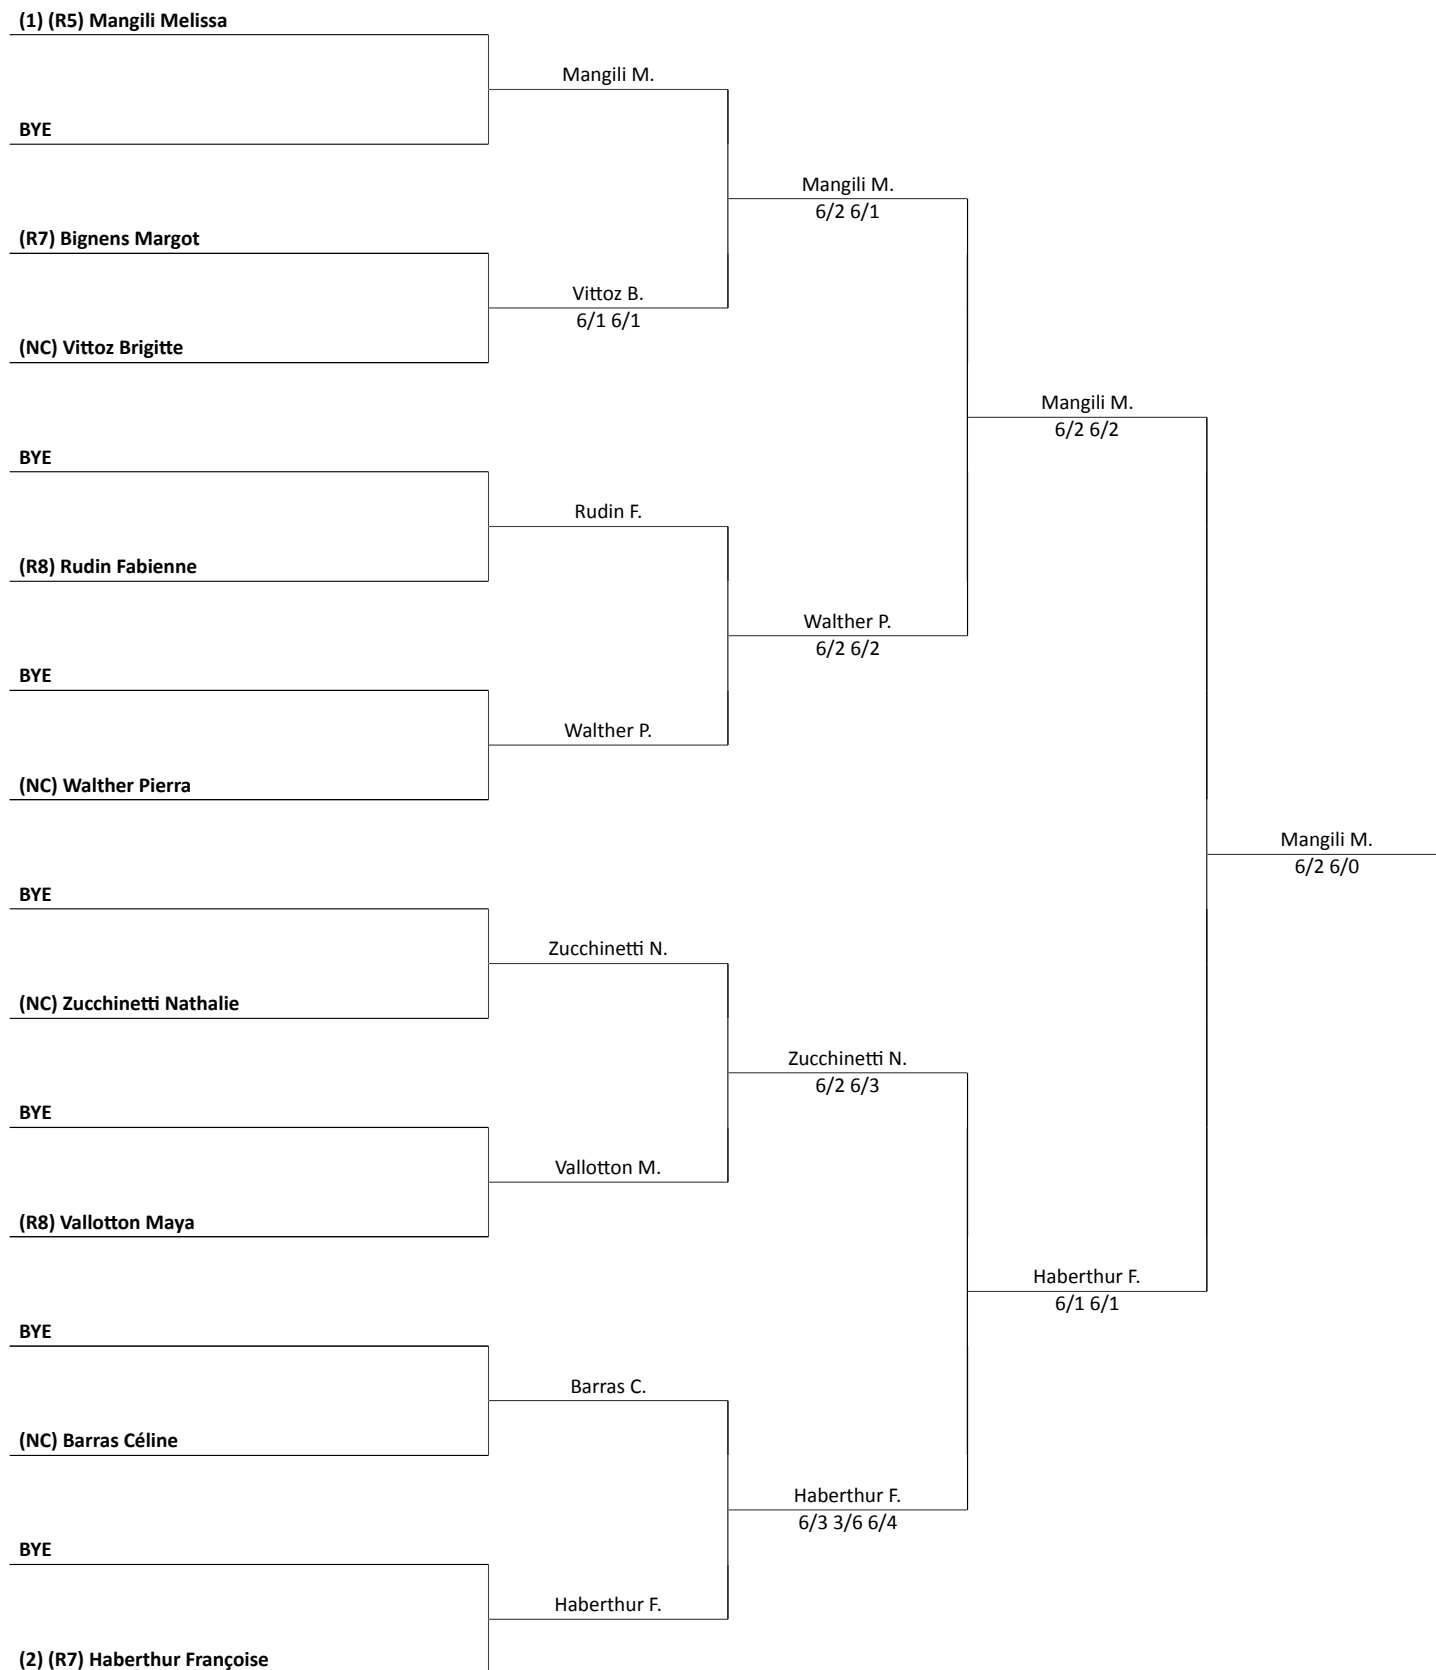 (1) (R5) Mangili Melissa
Mangili M.
BYE
Mangili M.
6/2 6/1
(R7) Bignens Margot
Vittoz B.
6/1 6/1
(NC) Vittoz Brigitte
Mangili M.
6/2 6/2
BYE
Rudin F.
(R8) Rudin Fabienne
Walther P.
6/2 6/2
BYE
Walther P.
(NC) Walther Pierra
Mangili M.
6/2 6/0
BYE
Zucchinetti N.
(NC) Zucchinetti Nathalie
Zucchinetti N.
6/2 6/3
BYE
Vallotton M.
(R8) Vallotton Maya
Haberthur F.
6/1 6/1
BYE
Barras C.
(NC) Barras Céline
Haberthur F.
6/3 3/6 6/4
BYE
Haberthur F.
(2) (R7) Haberthur Françoise